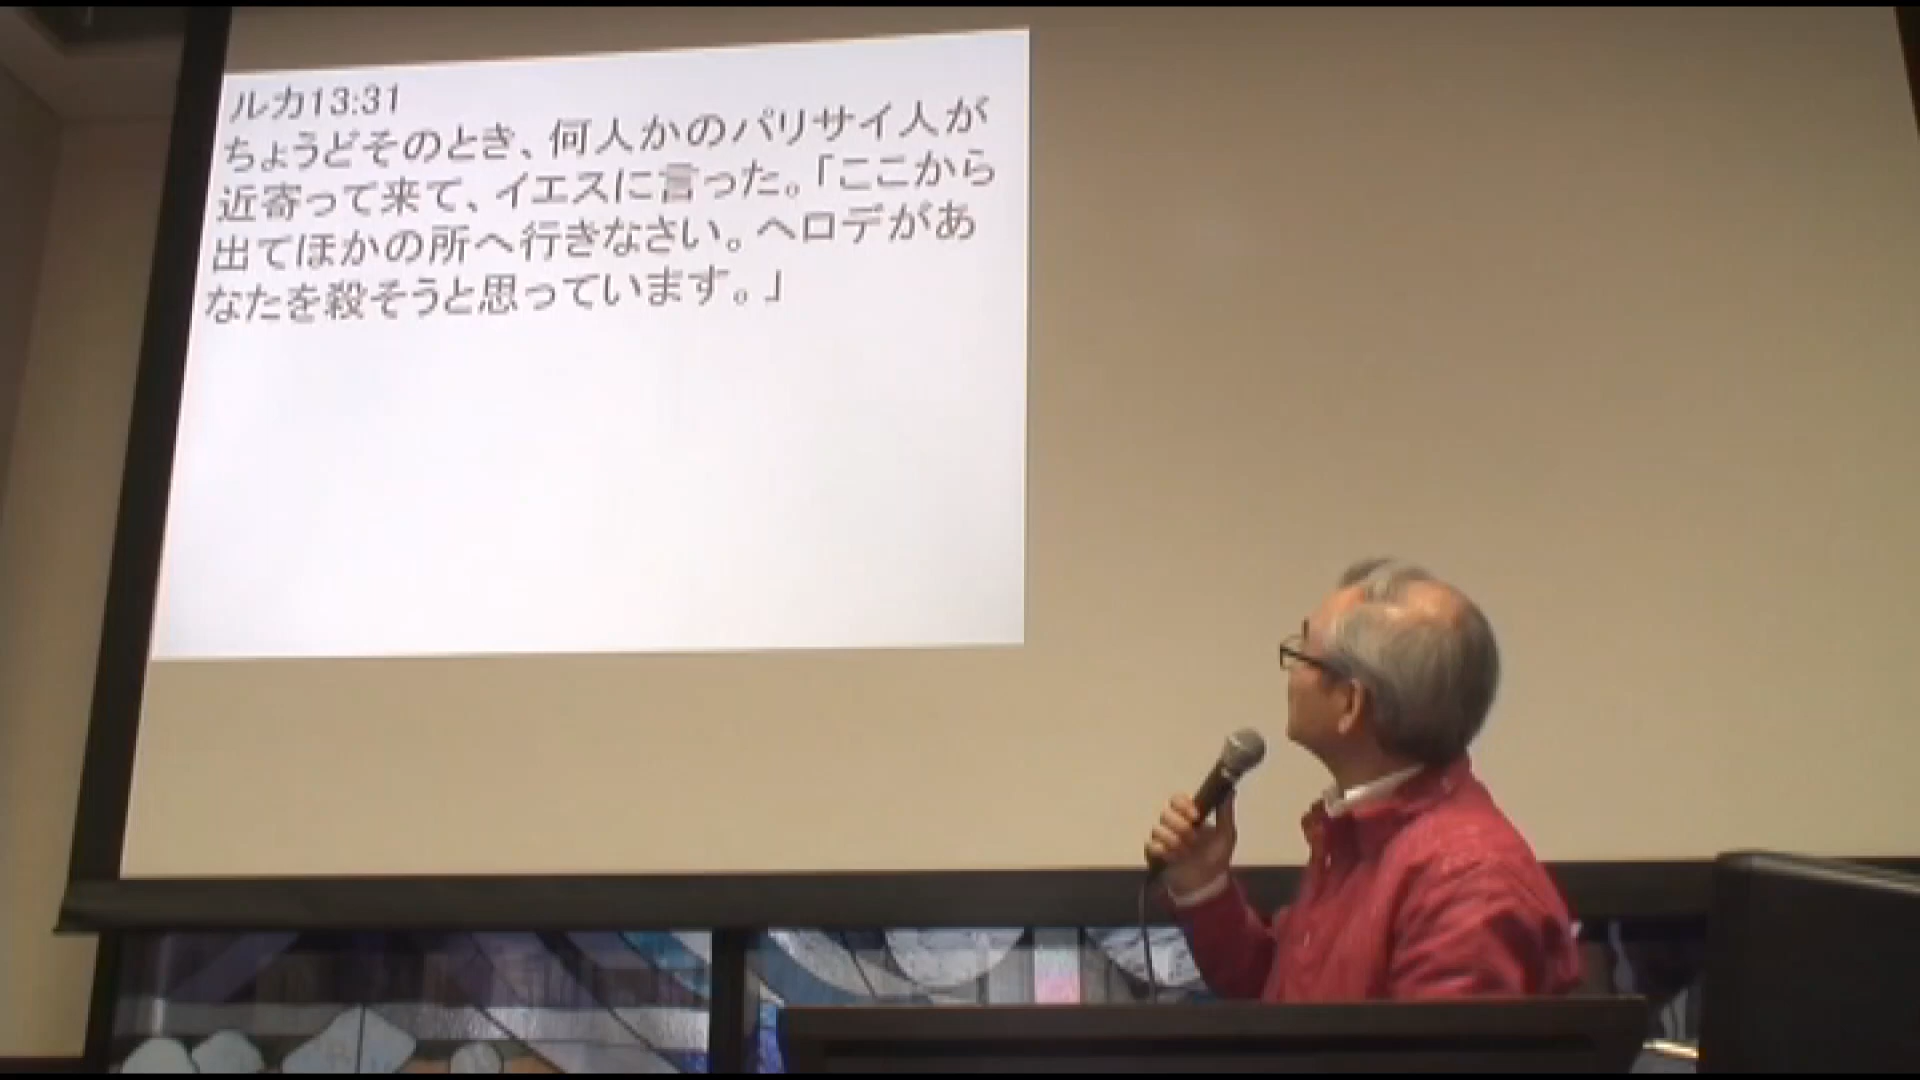 ルカ13:31
ちょうどそのとき、何人かのパリサイ人が
近寄って来て、イエスに言った。「ここから
出てほかの所へ行きなさい。ヘロデがあ
なたを殺そうと思っています。」